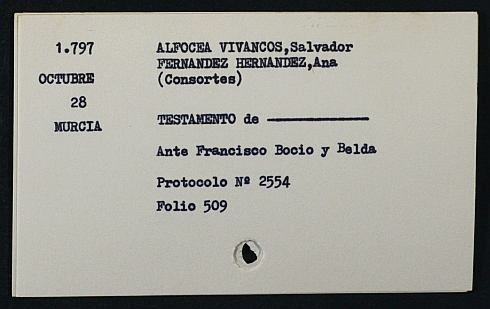 1.797
OCTUBRE
28
MURCIA
ALFOCEA VIVANCOS,Salvador
FERNANDEZ HERNANDEZ,Ana
(Consortes)
TESTAMENTO de ——————
Ante Francisco Bocio y Belda
Protocolo Nº 2554
Folio 509